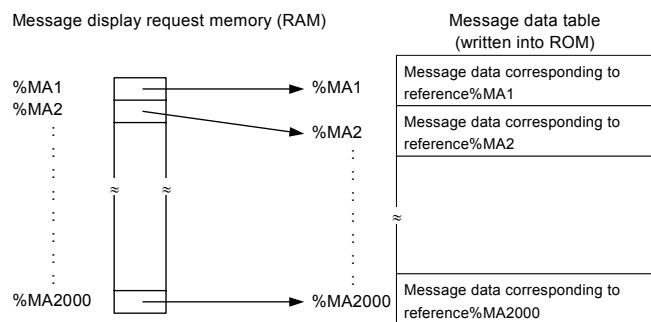 Message display request memory (RAM)
Message data table
(written into ROM)
%MA1
%MA2
%MA2000
%MA1
%MA2
%MA2000
Message data corresponding to
reference%MA1
Message data corresponding to
reference%MA2
Message data corresponding to
reference%MA2000